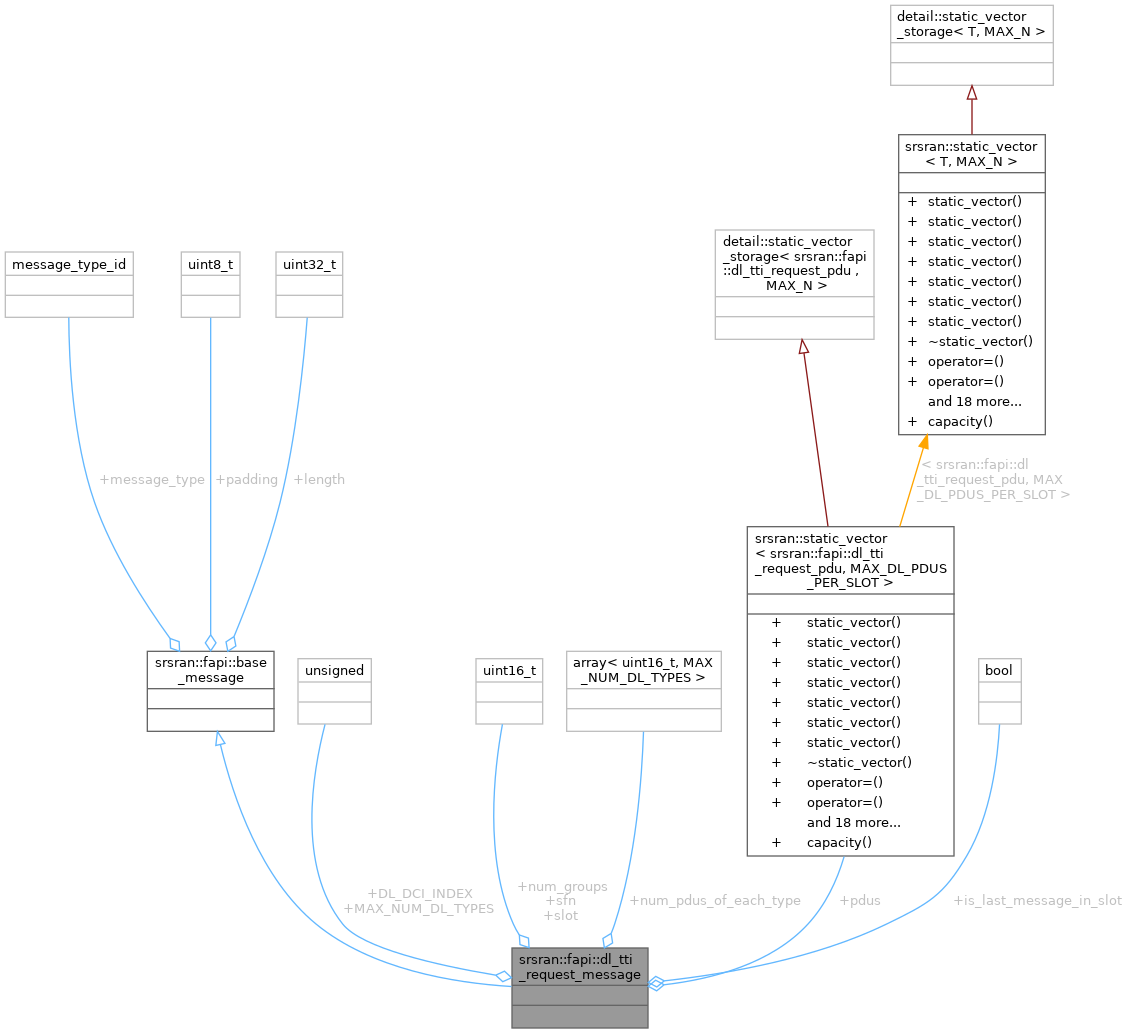 detail::static_vector
_storage< T, MAX_N >
srsran::static_vector
< T, MAX_N >
+ static_vector()
+ static_vector()
+ static_vector()
+ static_vector()
+ static_vector()
+ static_vector()
+ static_vector()
+ ~static_vector()
+ operator=()
+ operator=()
and 18 more...
+ capacity()
detail::static_vector
_storage< srsran::fapi
::dl_tti_request_pdu ,
MAX_N >
message_type_id
uint8_t
uint32_t
< srsran::fapi::dl
_tti_request_pdu, MAX
_DL_PDUS_PER_SLOT >
+message_type
+padding
+length
srsran::static_vector
< srsran::fapi::dl_tti
_request_pdu, MAX_DL_PDUS
_PER_SLOT >
+ static_vector()
+ static_vector()
+ static_vector()
+ static_vector()
+ static_vector()
+ static_vector()
+ static_vector()
+ ~static_vector()
+ operator=()
+ operator=()
and 18 more...
+ capacity()
srsran::fapi::base
_message
unsigned
uint16_t
array< uint16_t, MAX
_NUM_DL_TYPES >
bool
+DL_DCI_INDEX
+MAX_NUM_DL_TYPES
+num_groups
+sfn
+slot
+num_pdus_of_each_type
+pdus
+is_last_message_in_slot
srsran::fapi::dl_tti
_request_message